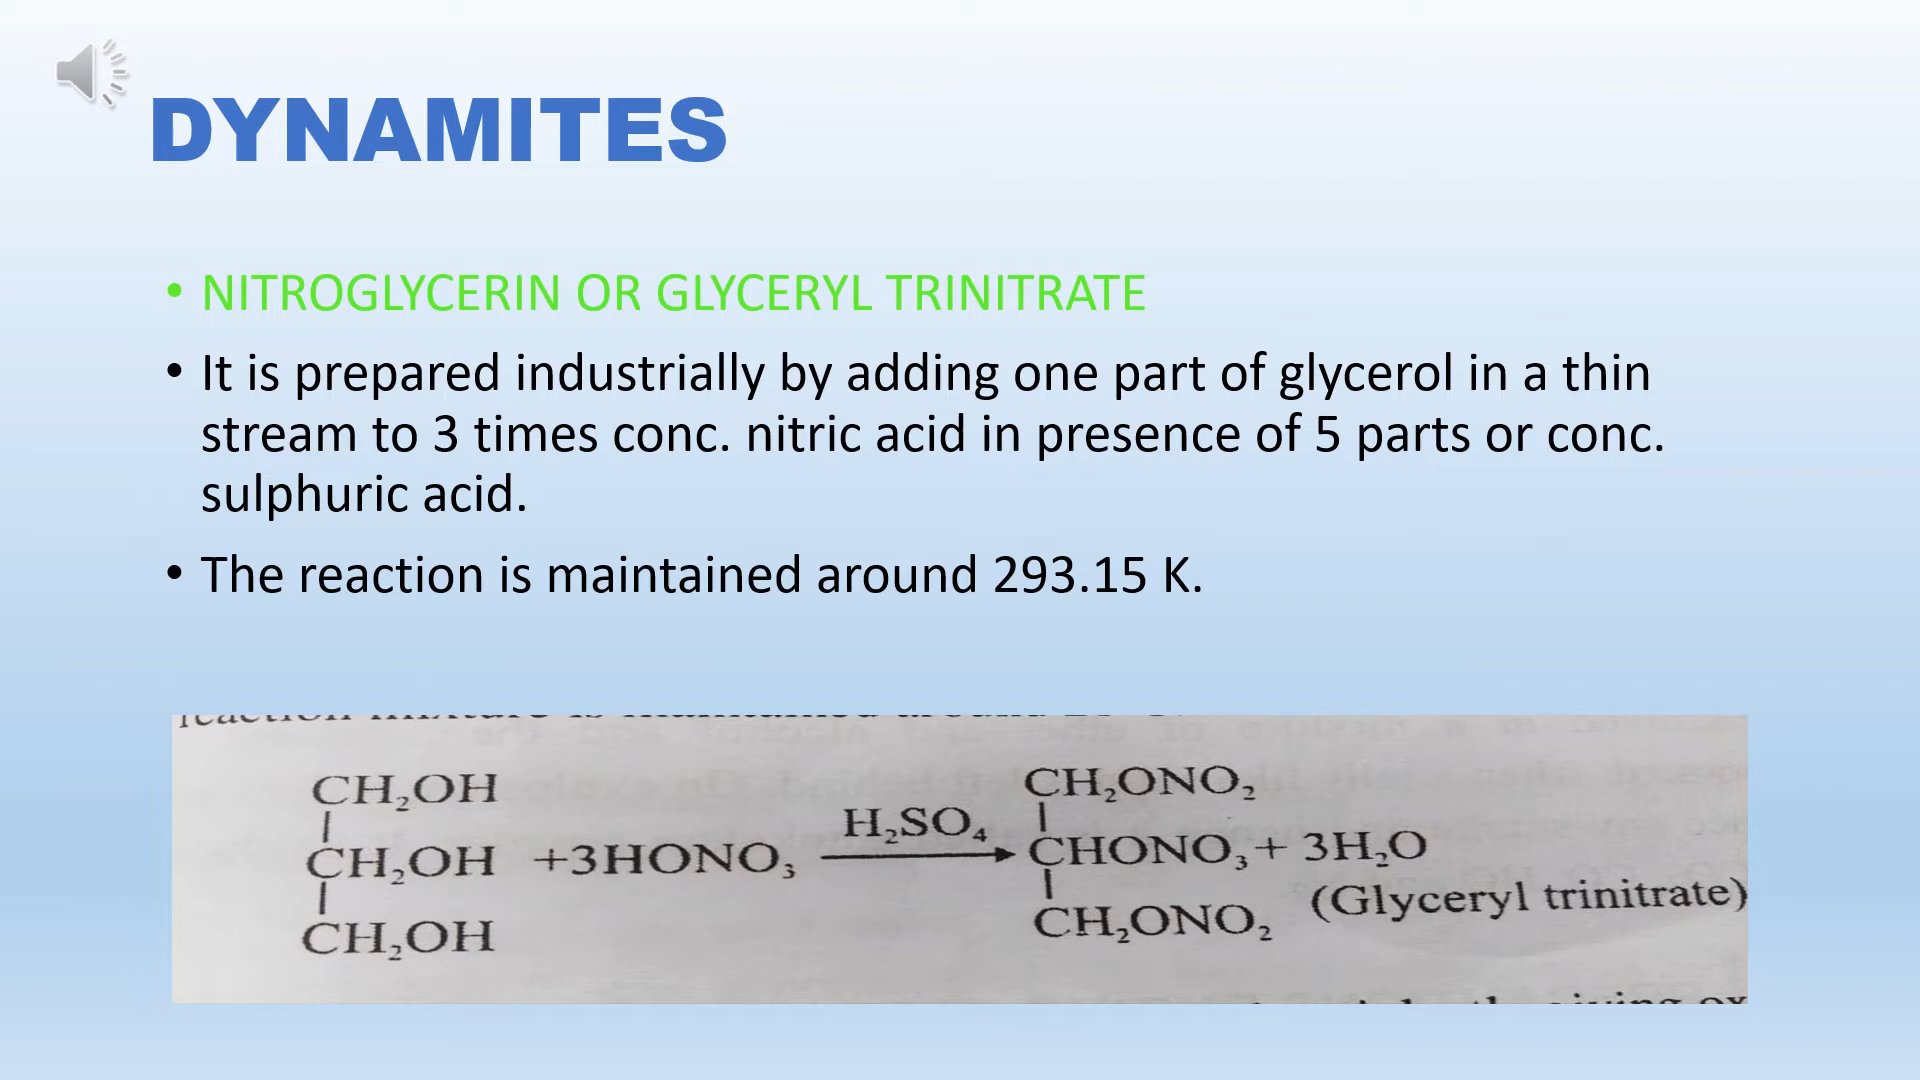 DYNAMITES
• NITROGLYCERIN OR GLYCERYL TRINITRATE
• It is prepared industrially by adding one part of glycerol in a thin
stream to 3 times conc. nitric acid in presence of 5 parts or conc.
sulphuric acid.
• The reaction is maintained around 293.15 K.
CH₂OH CH₂ONO₂
| H₂SO₄ |
CH₂OH +3HONO₃ → CHONO₃+ 3H₂O
| | (Glyceryl trinitrate)
CH₂OH CH₂ONO₂